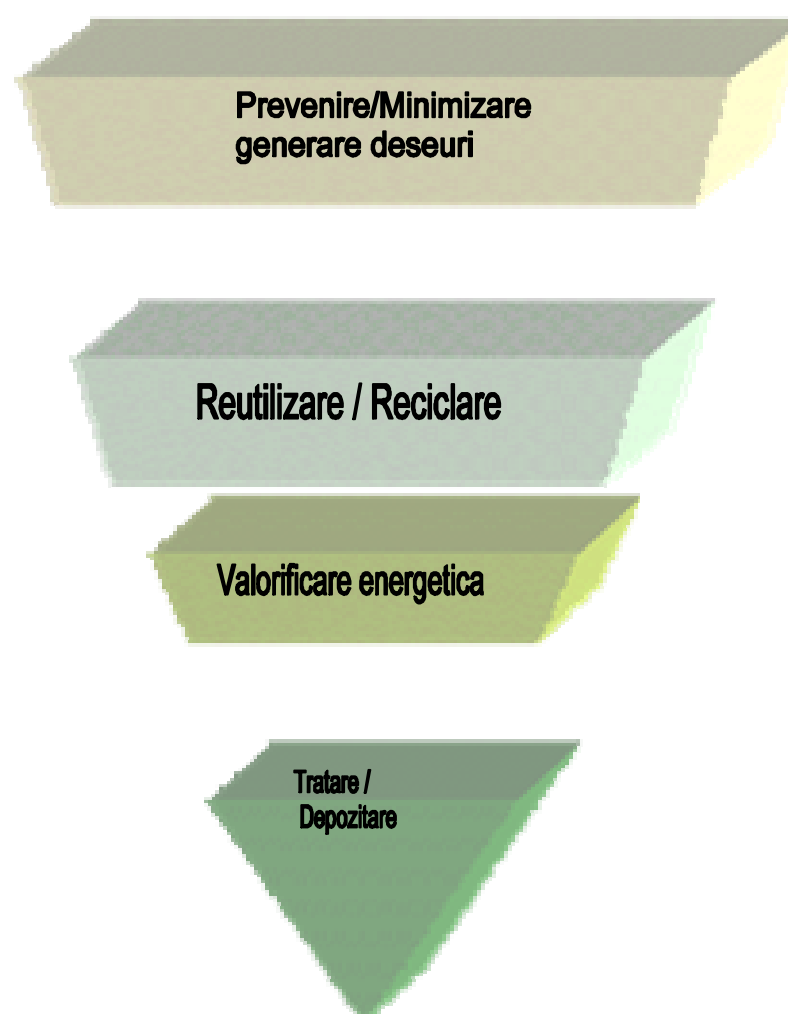 Prevenire/Minimizare
generare deseuri
Reutilizare / Reciclare
Valorificare energetica
Tratare /
Depozitare